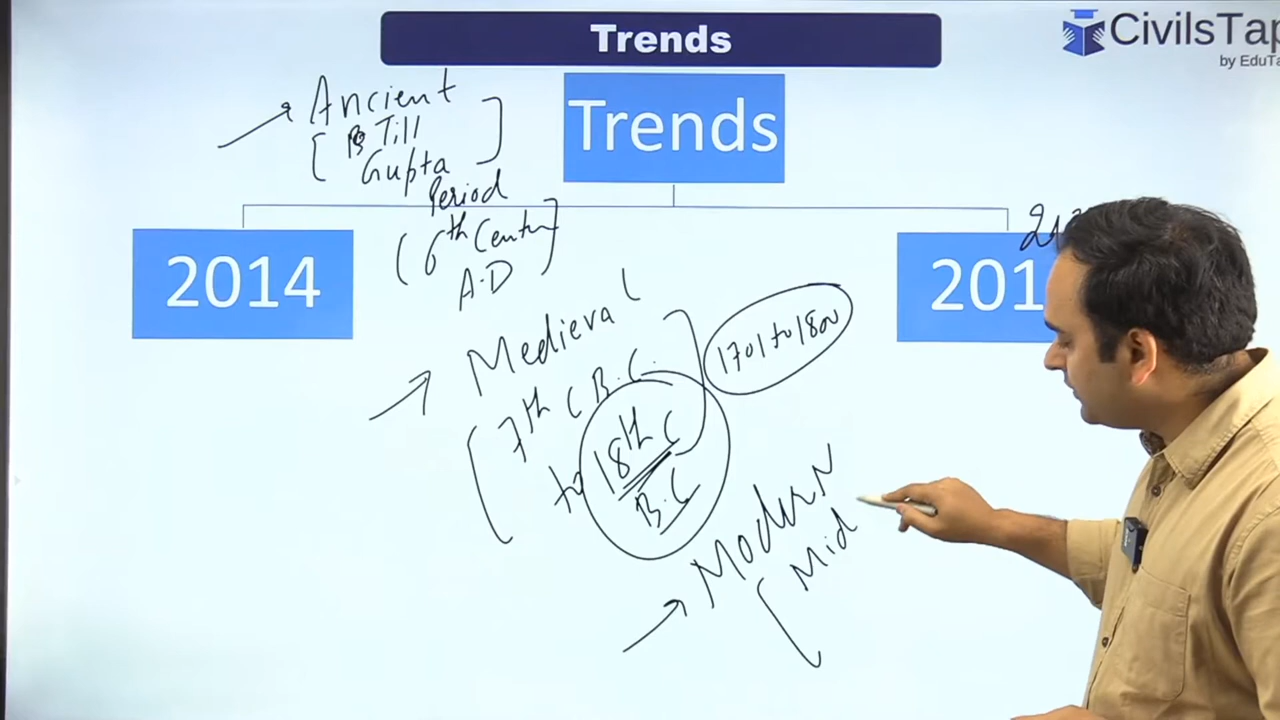 Trends
CivilsTap
by EduTa
Trends
2014
201
Ancient
Till
Gupta
Period
6th Century
A.D
Medieval
7th C B.C.
to 18th C
B.C
1701 to 1800
Modern
Mid